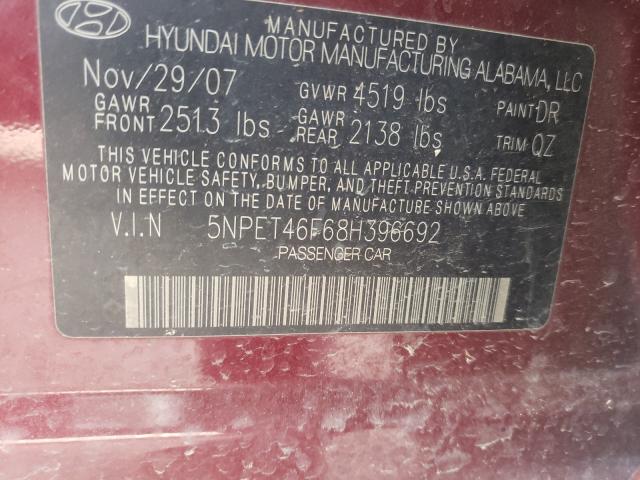 MANUFACTURED BY
HYUNDAI MOTOR MANUFACTURING ALABAMA, LLC
Nov/29/07 GVWR 4519 lbs PAINT DR
GAWR FRONT 2513 lbs GAWR REAR 2138 lbs TRIM QZ
THIS VEHICLE CONFORMS TO ALL APPLICABLE U.S.A. FEDERAL
MOTOR VEHICLE SAFETY, BUMPER, AND THEFT PREVENTION STANDARDS
IN EFFECT ON THE DATE OF MANUFACTURE SHOWN ABOVE.
V.I.N 5NPET46F68H396692
PASSENGER CAR